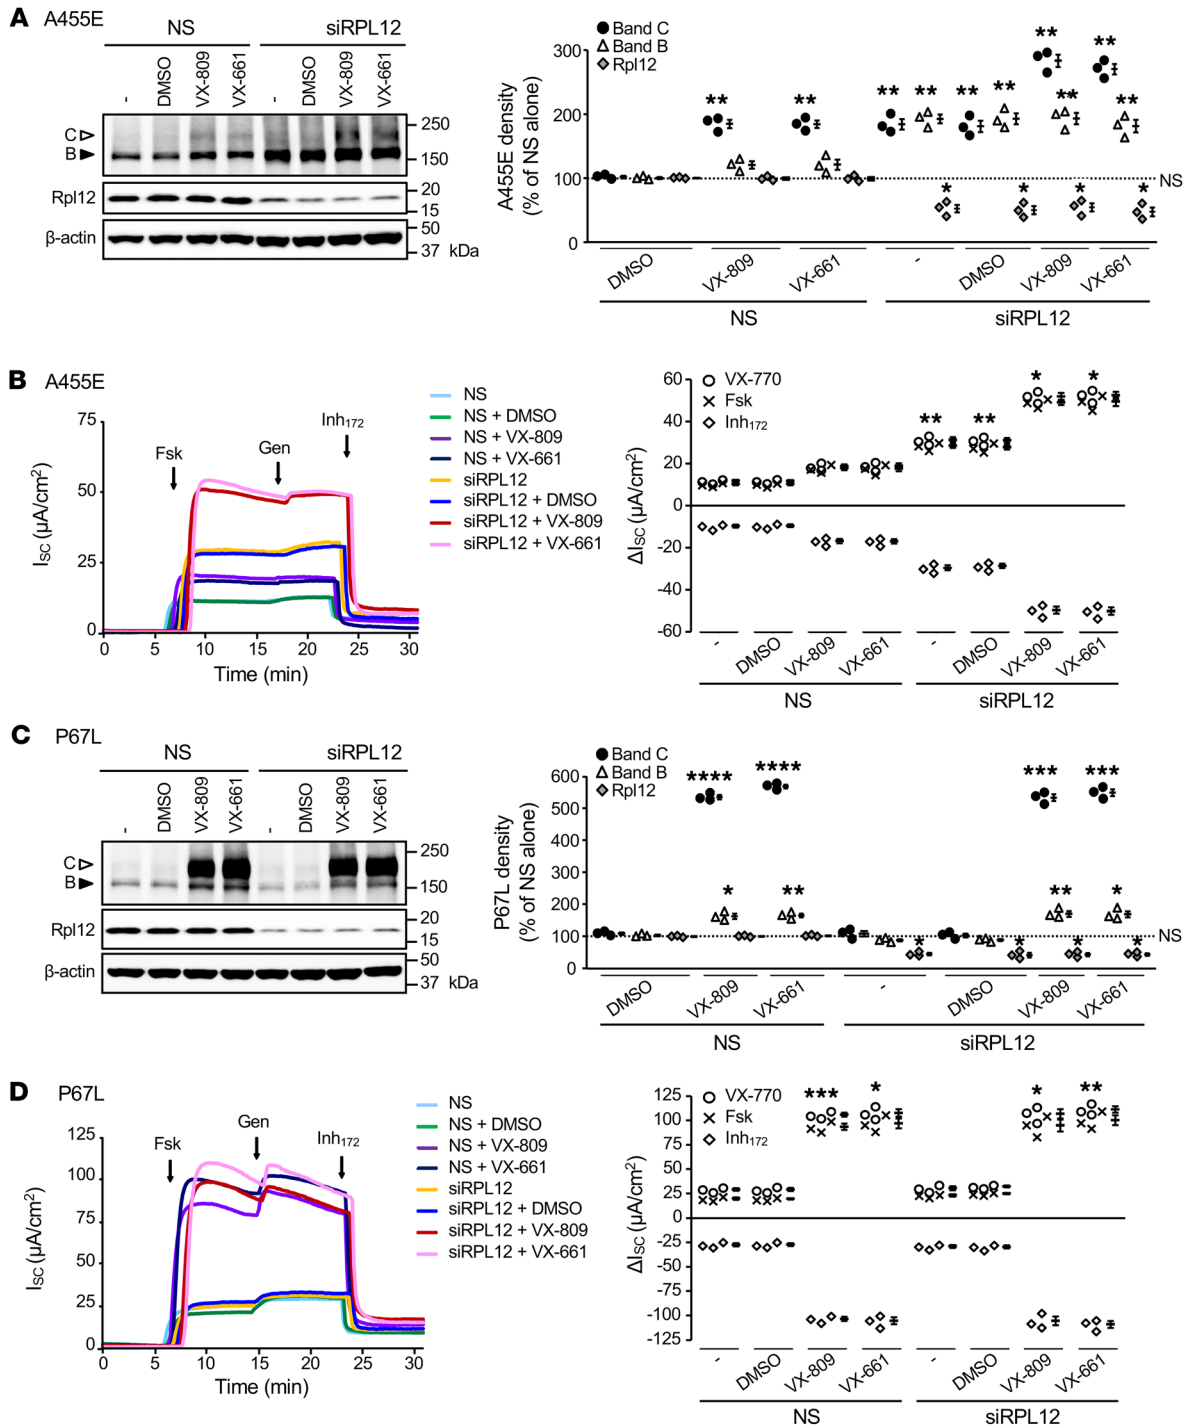 A A455E
NS siRPL12
- DMSO VX-809 VX-661 - DMSO VX-809 VX-661
C
B
250
150
Rpl12
20
15
β-actin
50
37 kDa
Band C
Band B
Rpl12
A455E density
(% of NS alone)
300
200
100
0
** ** ** ** ** ** ** ** ** **
* * * *
NS
DMSO VX-809 VX-661 - DMSO VX-809 VX-661
NS siRPL12
B A455E
75
50
25
0
ISC (µA/cm2)
Fsk
Gen
Inh172
0 5 10 15 20 25 30
Time (min)
NS
NS + DMSO
NS + VX-809
NS + VX-661
siRPL12
siRPL12 + DMSO
siRPL12 + VX-809
siRPL12 + VX-661
VX-770
Fsk
Inh172
60
40
20
0
-20
-40
-60
ΔISC (µA/cm2)
** ** * *
- DMSO VX-809 VX-661 - DMSO VX-809 VX-661
NS siRPL12
C P67L
NS siRPL12
- DMSO VX-809 VX-661 - DMSO VX-809 VX-661
C
B
250
150
Rpl12
20
15
β-actin
50
37 kDa
Band C
Band B
Rpl12
P67L density
(% of NS alone)
600
500
400
300
200
100
0
**** **** *** ***
* ** ** *
* * * *
NS
DMSO VX-809 VX-661 - DMSO VX-809 VX-661
NS siRPL12
D P67L
125
100
75
50
25
0
ISC (µA/cm2)
Fsk
Gen
Inh172
0 5 10 15 20 25 30
Time (min)
NS
NS + DMSO
NS + VX-809
NS + VX-661
siRPL12
siRPL12 + DMSO
siRPL12 + VX-809
siRPL12 + VX-661
VX-770
Fsk
Inh172
125
100
75
50
25
0
-25
-50
-75
-100
-125
ΔISC (µA/cm2)
*** * * **
- DMSO VX-809 VX-661 - DMSO VX-809 VX-661
NS siRPL12